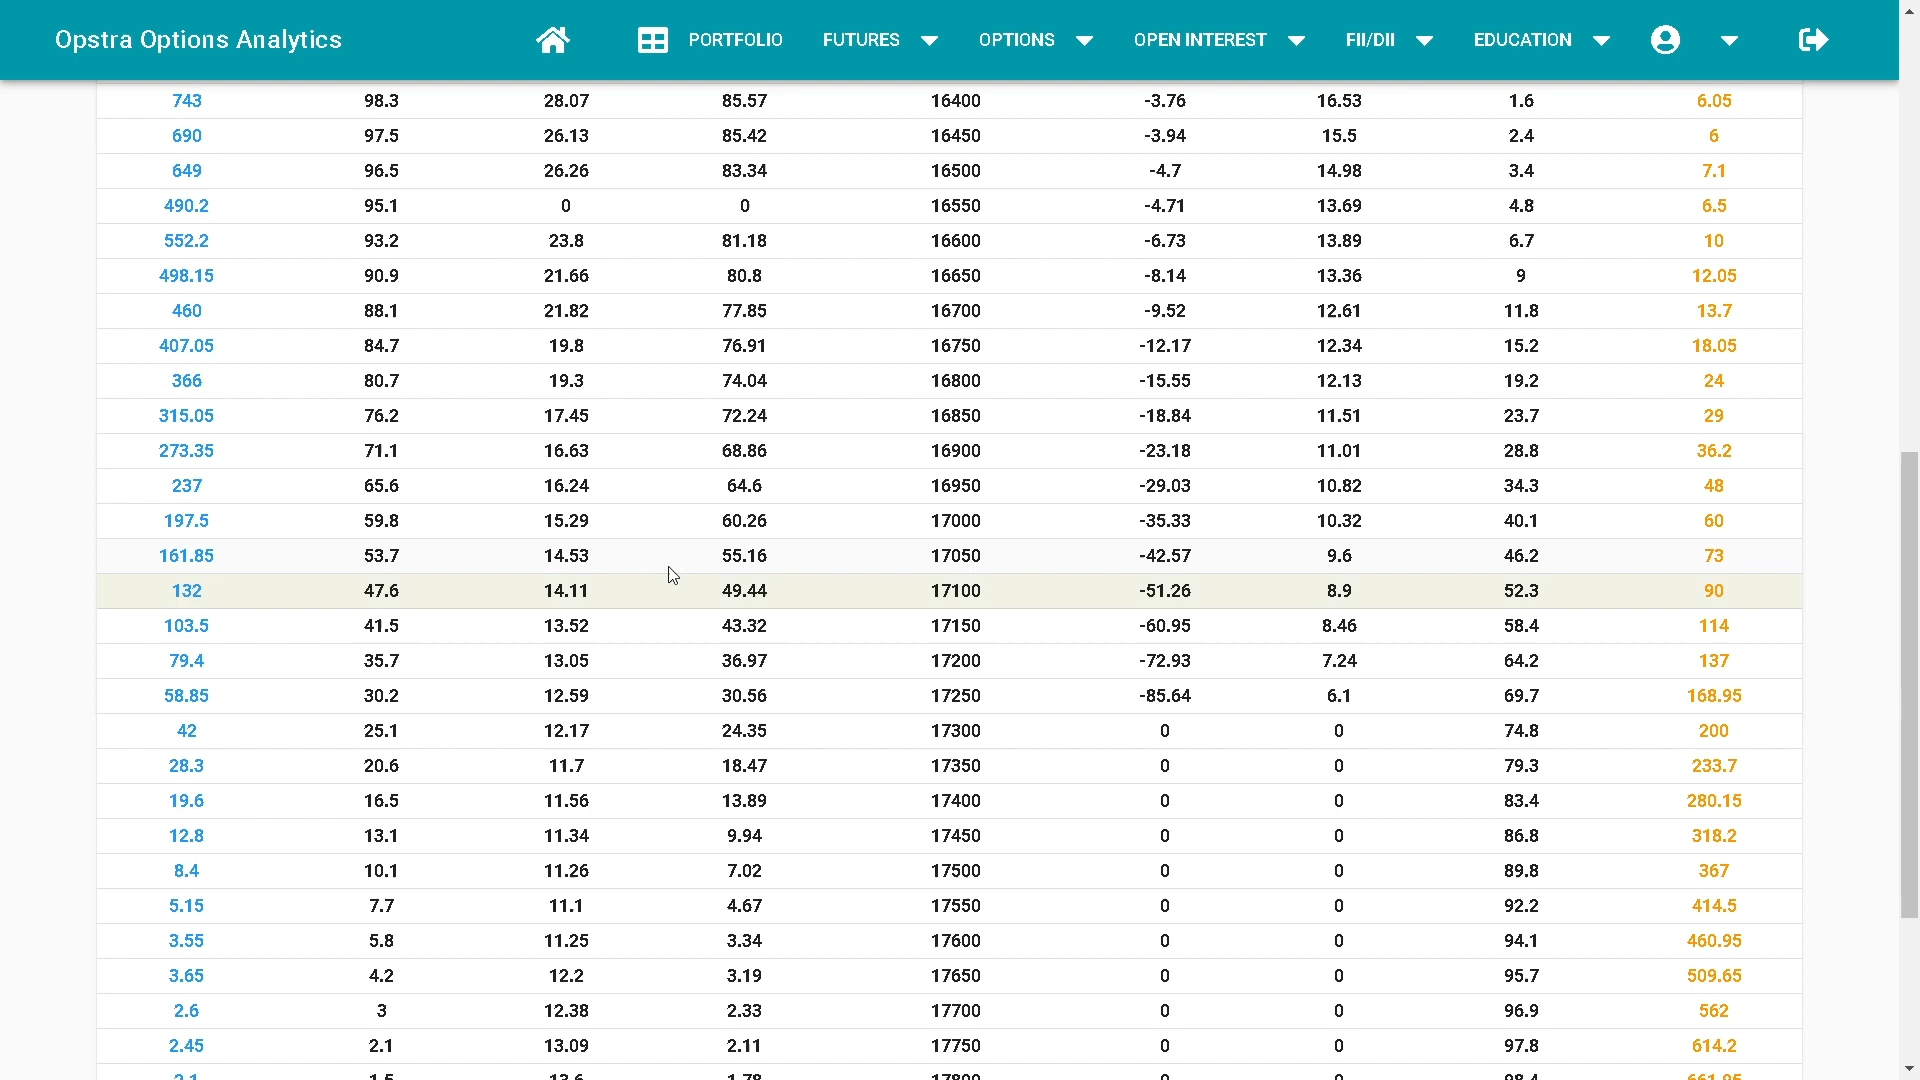 Opstra Options Analytics PORTFOLIO FUTURES OPTIONS OPEN INTEREST FII/DII EDUCATION
743 98.3 28.07 85.57 16400 -3.76 16.53 1.6 6.05
690 97.5 26.13 85.42 16450 -3.94 15.5 2.4 6
649 96.5 26.26 83.34 16500 -4.7 14.98 3.4 7.1
490.2 95.1 0 0 16550 -4.71 13.69 4.8 6.5
552.2 93.2 23.8 81.18 16600 -6.73 13.89 6.7 10
498.15 90.9 21.66 80.8 16650 -8.14 13.36 9 12.05
460 88.1 21.82 77.85 16700 -9.52 12.61 11.8 13.7
407.05 84.7 19.8 76.91 16750 -12.17 12.34 15.2 18.05
366 80.7 19.3 74.04 16800 -15.55 12.13 19.2 24
315.05 76.2 17.45 72.24 16850 -18.84 11.51 23.7 29
273.35 71.1 16.63 68.86 16900 -23.18 11.01 28.8 36.2
237 65.6 16.24 64.6 16950 -29.03 10.82 34.3 48
197.5 59.8 15.29 60.26 17000 -35.33 10.32 40.1 60
161.85 53.7 14.53 55.16 17050 -42.57 9.6 46.2 73
132 47.6 14.11 49.44 17100 -51.26 8.9 52.3 90
103.5 41.5 13.52 43.32 17150 -60.95 8.46 58.4 114
79.4 35.7 13.05 36.97 17200 -72.93 7.24 64.2 137
58.85 30.2 12.59 30.56 17250 -85.64 6.1 69.7 168.95
42 25.1 12.17 24.35 17300 0 0 74.8 200
28.3 20.6 11.7 18.47 17350 0 0 79.3 233.7
19.6 16.5 11.56 13.89 17400 0 0 83.4 280.15
12.8 13.1 11.34 9.94 17450 0 0 86.8 318.2
8.4 10.1 11.26 7.02 17500 0 0 89.8 367
5.15 7.7 11.1 4.67 17550 0 0 92.2 414.5
3.55 5.8 11.25 3.34 17600 0 0 94.1 460.95
3.65 4.2 12.2 3.19 17650 0 0 95.7 509.65
2.6 3 12.38 2.33 17700 0 0 96.9 562
2.45 2.1 13.09 2.11 17750 0 0 97.8 614.2
2.1 1.5 13.6 1.78 17800 0 0 98.4 661.95